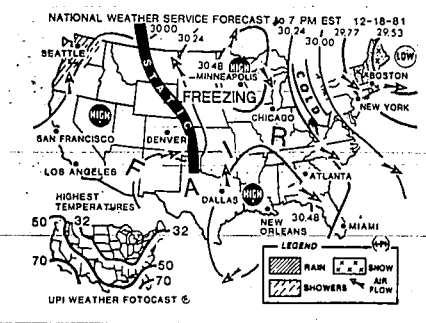 NATIONAL WEATHER SERVICE FORECAST to 7 PM EST 12-18-81
30.00
30.24
30.24
30.00
29.77
29.53
SEATTLE
30.48
HIGH
MINNEAPOLIS
LOW
BOSTON
STATIC
FREEZING
COLD
NEW YORK
HIGH
CHICAGO
SAN FRANCISCO
DENVER
F A I R
LOS ANGELES
ATLANTA
HIGHEST
TEMPERATURES
DALLAS
HIGH
30.48
50
32
32
NEW
ORLEANS
MIAMI
70
50
70
LEGEND
RAIN
SNOW
SHOWERS
AIR
FLOW
UPI WEATHER FOTOCAST ©